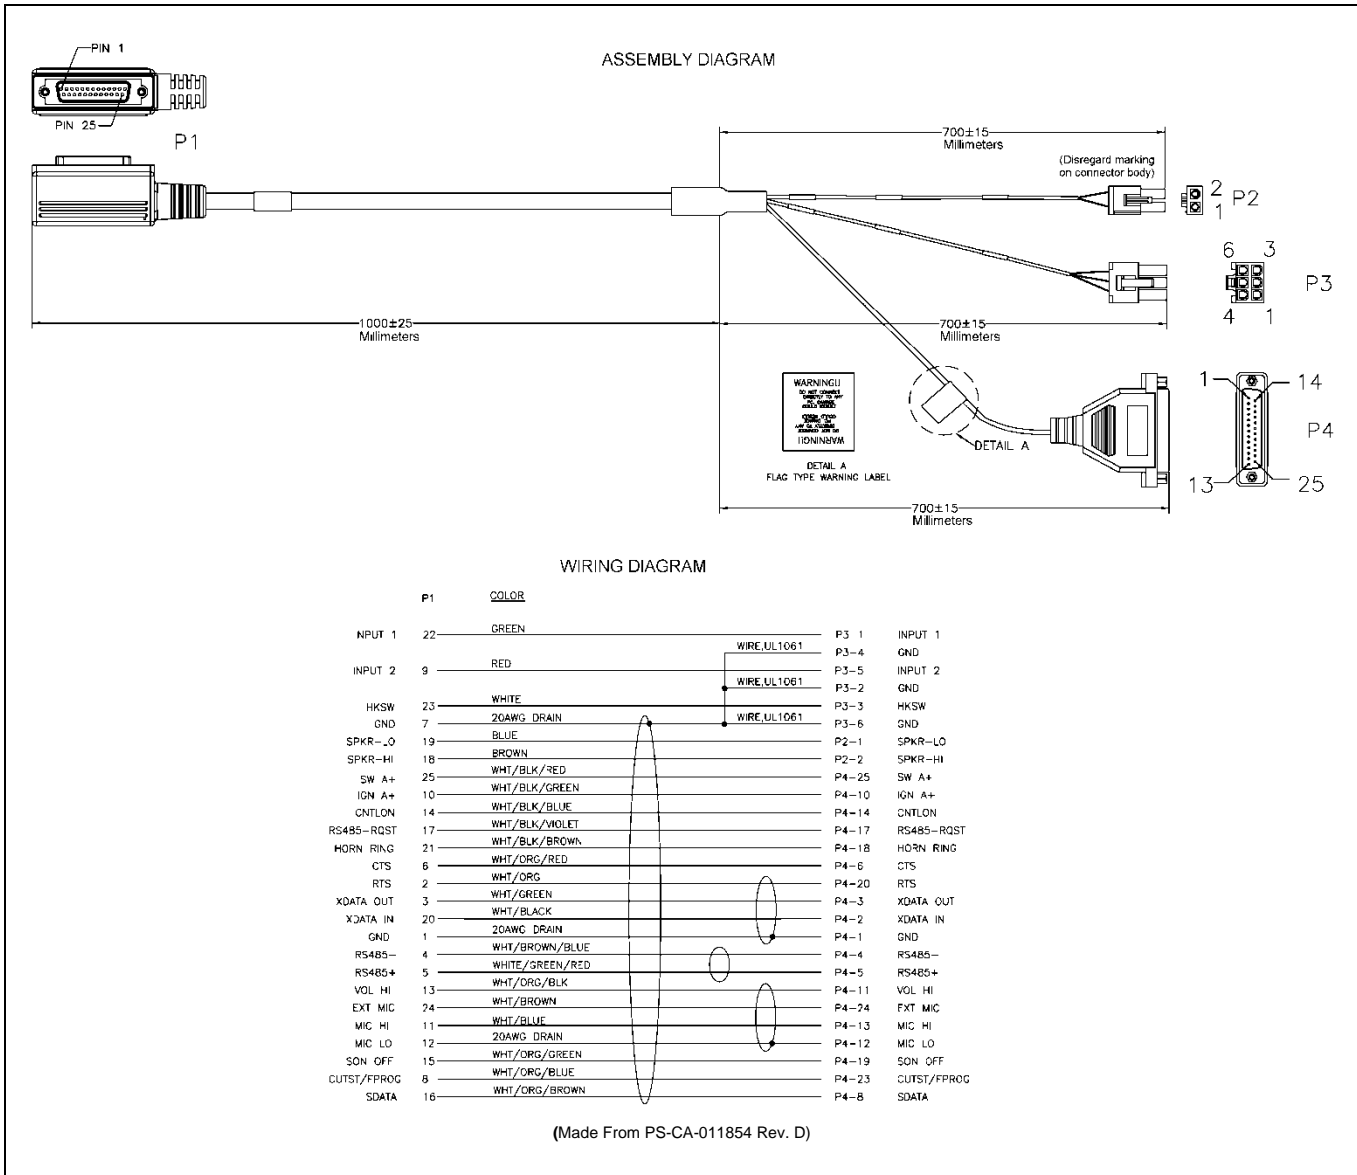 ASSEMBLY DIAGRAM
PIN 1
PIN 25
P1
700±15
Millimeters
(Disregard marking
on connector body)
2
1
P2
6 3
P3
4 1
1000±25
Millimeters
700±15
Millimeters
WARNING!!
DO NOT CONNECT
DIRECTLY TO ANY
WARNING!!
DETAIL A
FLAG TYPE WARNING LABEL
DETAIL A
1 14
P4
13 25
700±15
Millimeters
WIRING DIAGRAM
P1 COLOR
NPUT 1 22 GREEN P3 1 INPUT 1
WIRE,UL1061 P3-4 GND
INPUT 2 9 RED P3-5 INPUT 2
WIRE,UL1061 P3-2 GND
HKSW 23 WHITE P3-3 HKSW
GND 7 20AWG DRAIN WIRE,UL1061 P3-6 GND
SPKR-LO 19 BLUE P2-1 SPKR-LO
SPKR-HI 18 BROWN P2-2 SPKR-HI
SW A+ 25 WHT/BLK/RED P4-25 SW A+
IGN A+ 10 WHT/BLK/GREEN P4-10 IGN A+
CNTLON 14 WHT/BLK/BLUE P4-14 CNTLON
RS485-RQST 17 WHT/BLK/VIOLET P4-17 RS485-RQST
HORN RING 21 WHT/BLK/BROWN P4-18 HORN RING
CTS 6 WHT/ORG/RED P4-6 CTS
RTS 2 WHT/ORG P4-20 RTS
XDATA OUT 3 WHT/GREEN P4-3 XDATA OUT
XDATA IN 20 WHT/BLACK P4-2 XDATA IN
GND 1 20AWG DRAIN P4-1 GND
RS485- 4 WHT/BROWN/BLUE P4-4 RS485-
RS485+ 5 WHITE/GREEN/RED P4-5 RS485+
VOL HI 13 WHT/ORG/BLK P4-11 VOL HI
EXT MIC 24 WHT/BROWN P4-24 EXT MIC
MIC HI 11 WHT/BLUE P4-13 MIC HI
MIC LO 12 20AWG DRAIN P4-12 MIC LO
SON OFF 15 WHT/ORG/GREEN P4-19 SON OFF
CUTST/FPROG 8 WHT/ORG/BLUE P4-23 CUTST/FPROG
SDATA 16 WHT/ORG/BROWN P4-8 SDATA
(Made From PS-CA-011854 Rev. D)